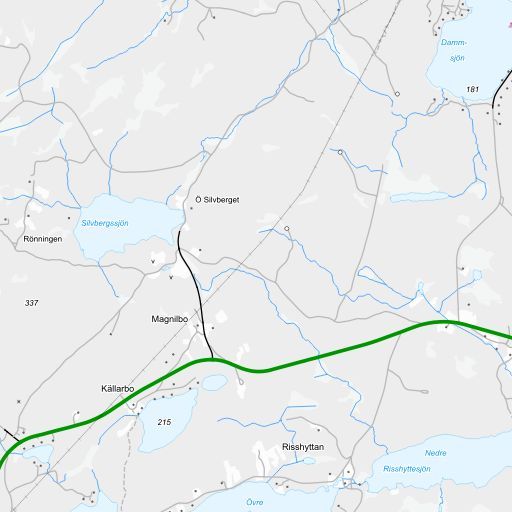 Damm-
sjön
181
Ö Silvberget
Silvbergssjön
Rönningen
337
Magnilbo
Källarbo
215
Risshyttan
Nedre
Risshyttesjön
Övre